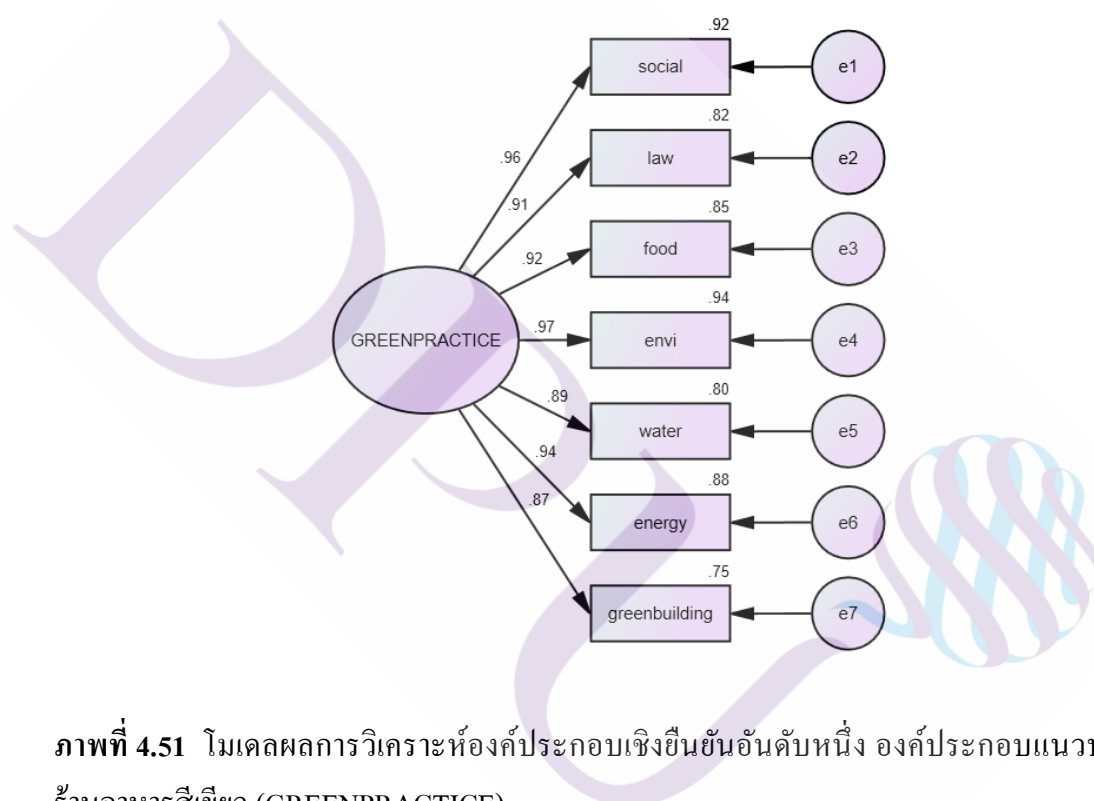 .92
social
e1
.96
.82
law
e2
.91
.85
food
e3
.92
.94
GREENPRACTICE
.97
envi
e4
.89
.80
water
e5
.94
.88
energy
e6
.87
.75
greenbuilding
e7
DPU
ภาพที่ 4.51 โมเดลผลการวิเคราะห์องค์ประกอบเชิงยืนยันอันดับหนึ่ง องค์ประกอบแนวป
ร้านอาหารสีเขียว (GREENPRACTICE)